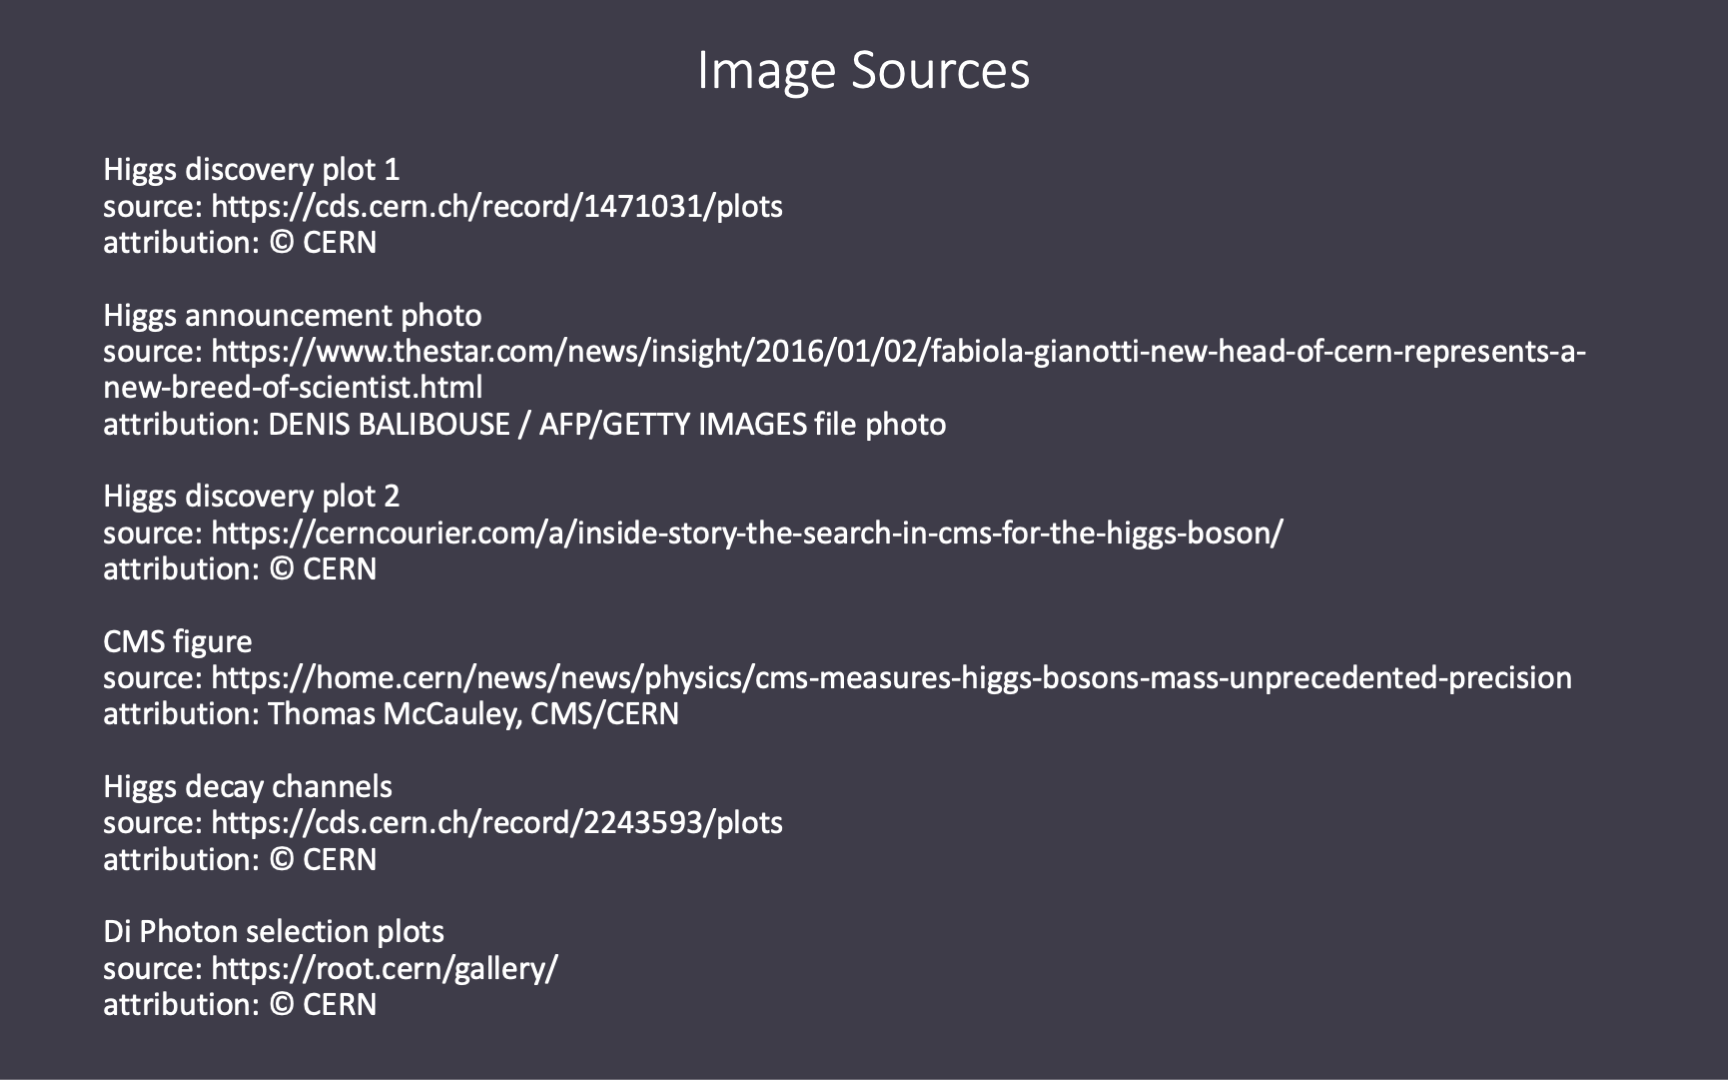 Image Sources
Higgs discovery plot 1
source: https://cds.cern.ch/record/1471031/plots
attribution: © CERN
Higgs announcement photo
source: https://www.thestar.com/news/insight/2016/01/02/fabiola-gianotti-new-head-of-cern-represents-a-
new-breed-of-scientist.html
attribution: DENIS BALIBOUSE / AFP/GETTY IMAGES file photo
Higgs discovery plot 2
source: https://cerncourier.com/a/inside-story-the-search-in-cms-for-the-higgs-boson/
attribution: © CERN
CMS figure
source: https://home.cern/news/news/physics/cms-measures-higgs-bosons-mass-unprecedented-precision
attribution: Thomas McCauley, CMS/CERN
Higgs decay channels
source: https://cds.cern.ch/record/2243593/plots
attribution: © CERN
Di Photon selection plots
source: https://root.cern/gallery/
attribution: © CERN